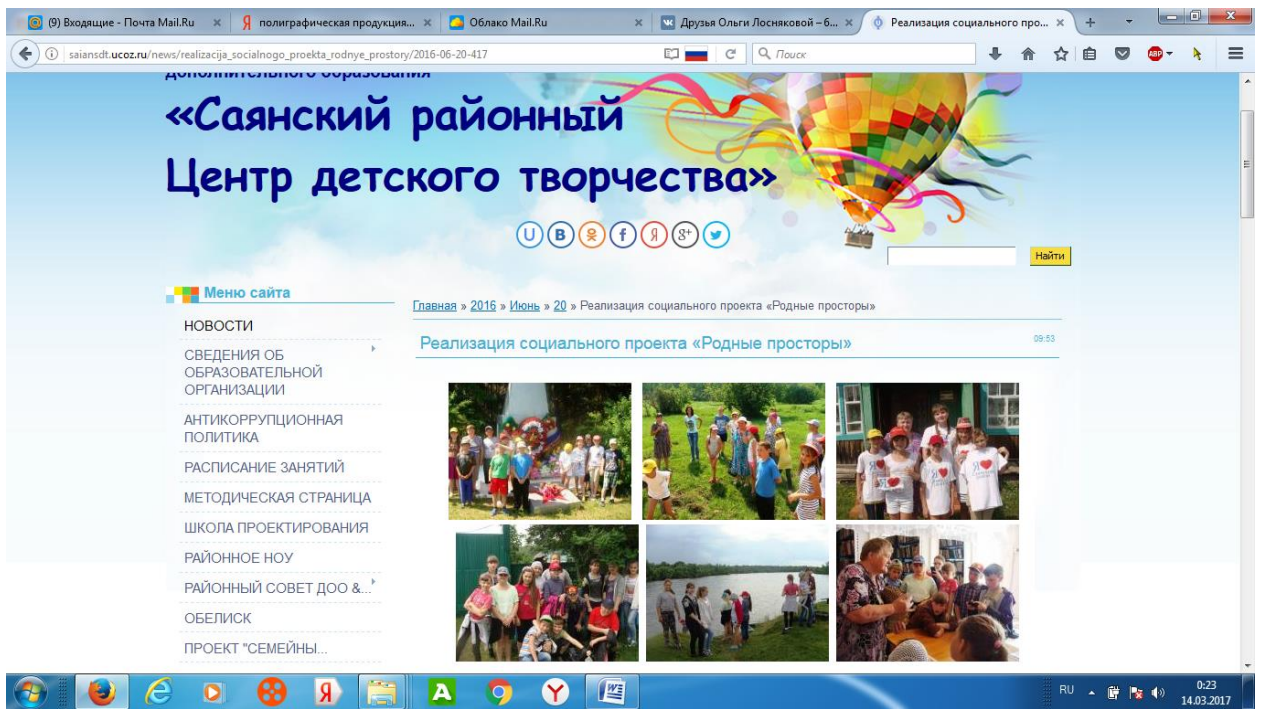 (9) Входящие - Почта Mail.Ru
полиграфическая продукция...
Облако Mail.Ru
Друзья Ольги Лосняковой – 6...
Реализация социального про...
saiansdt.ucoz.ru/news/realizacija_socialnogo_proekta_rodnye_prostory/2016-06-20-417
Поиск
ABP
дополнительного образования
«Саянский районный
Центр детского творчества»
Найти
Меню сайта
Главная » 2016 » Июнь » 20 » Реализация социального проекта «Родные просторы»
НОВОСТИ
Реализация социального проекта «Родные просторы»
09:53
СВЕДЕНИЯ ОБ
ОБРАЗОВАТЕЛЬНОЙ
ОРГАНИЗАЦИИ
АНТИКОРРУПЦИОННАЯ
ПОЛИТИКА
РАСПИСАНИЕ ЗАНЯТИЙ
МЕТОДИЧЕСКАЯ СТРАНИЦА
ШКОЛА ПРОЕКТИРОВАНИЯ
РАЙОННОЕ НОУ
РАЙОННЫЙ СОВЕТ ДОО &...
ОБЕЛИСК
ПРОЕКТ "СЕМЕЙНЫ...
RU
0:23
14.03.2017